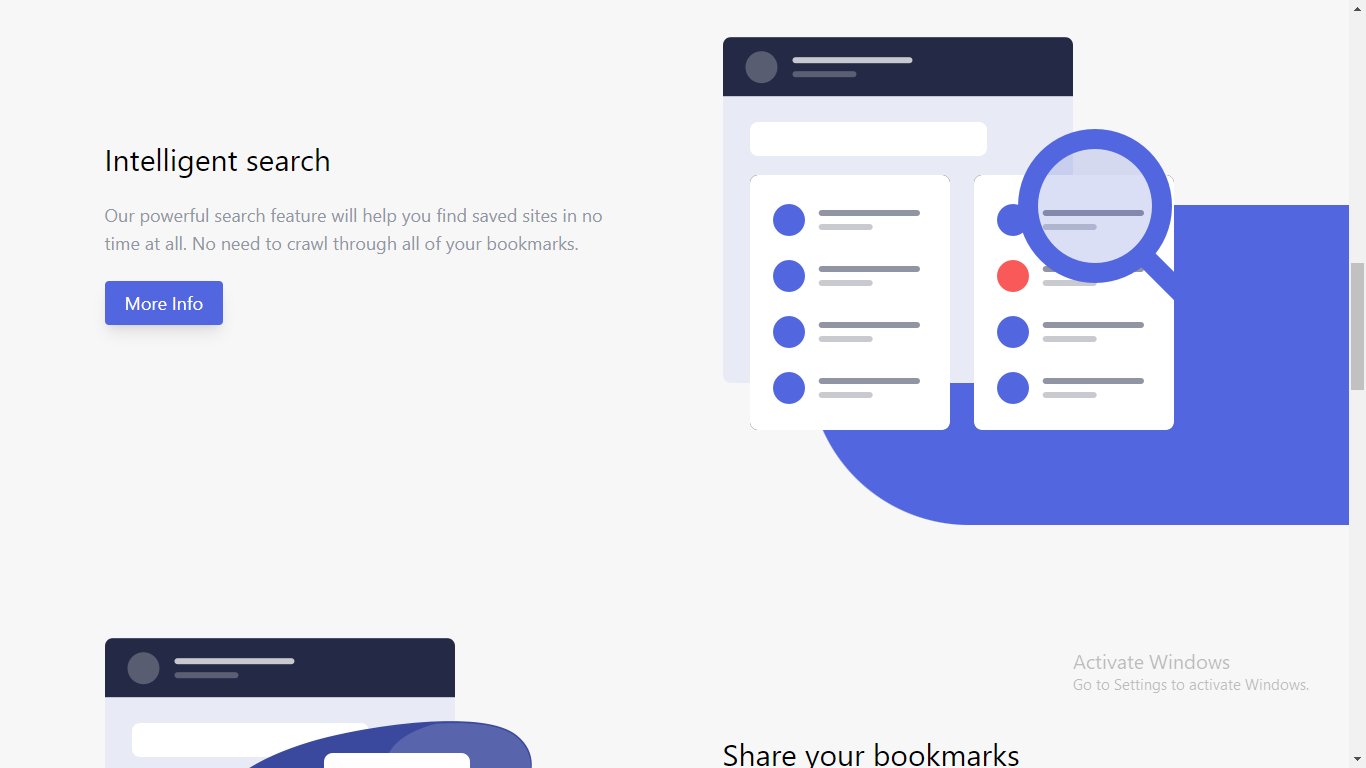 Intelligent search
Our powerful search feature will help you find saved sites in no
time at all. No need to crawl through all of your bookmarks.
More Info
Activate Windows
Go to Settings to activate Windows.
Share your bookmarks